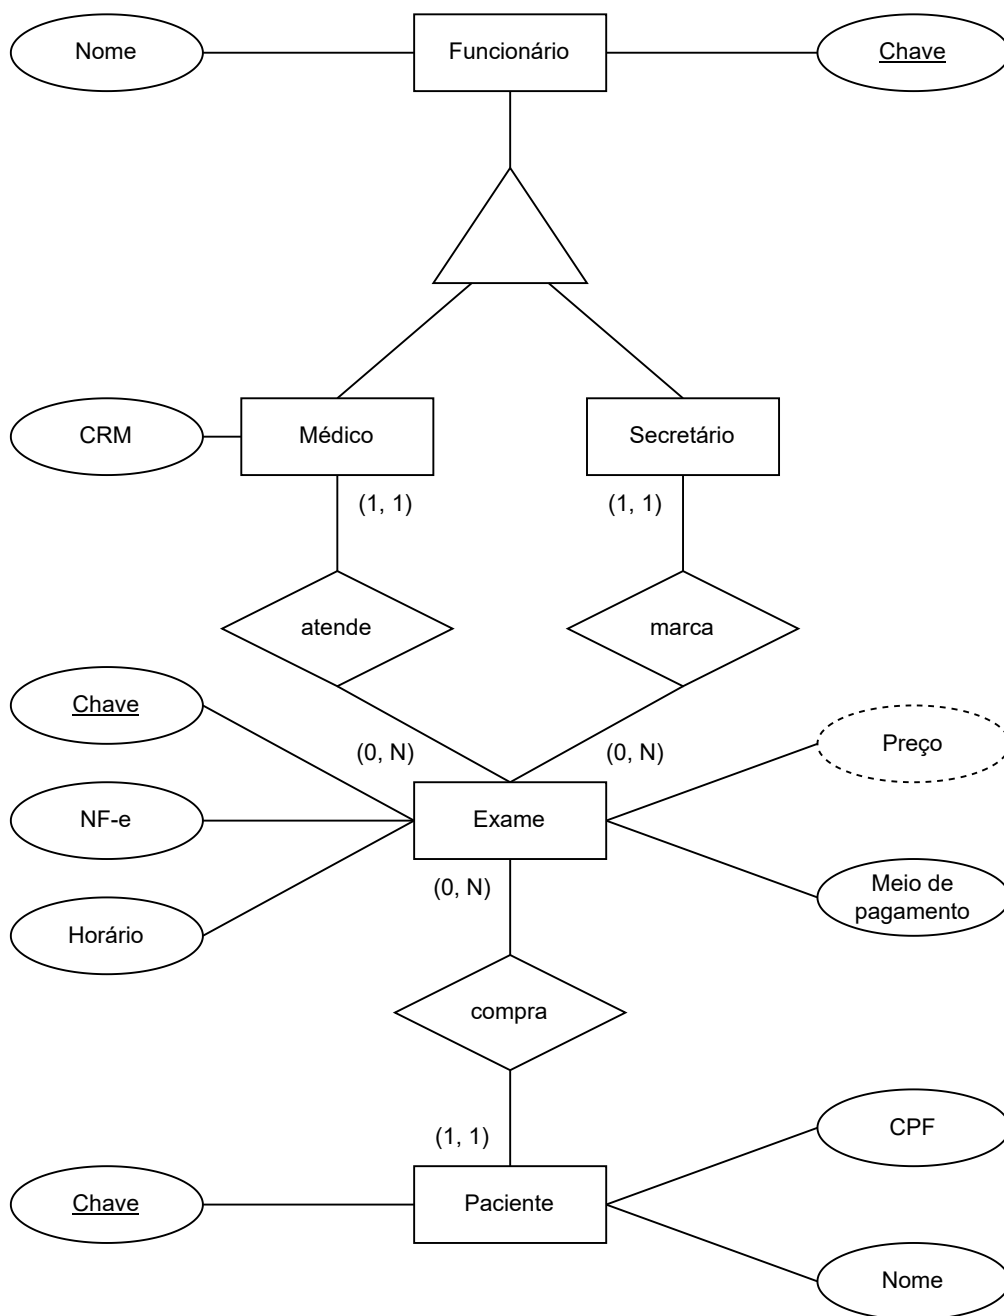 Nome
Funcionário
Chave
CRM
Médico
Secretário
(1, 1)
(1, 1)
atende
marca
Chave
Preço
(0, N)
(0, N)
NF-e
Exame
(0, N)
Meio de
pagamento
Horário
compra
CPF
(1, 1)
Chave
Paciente
Nome